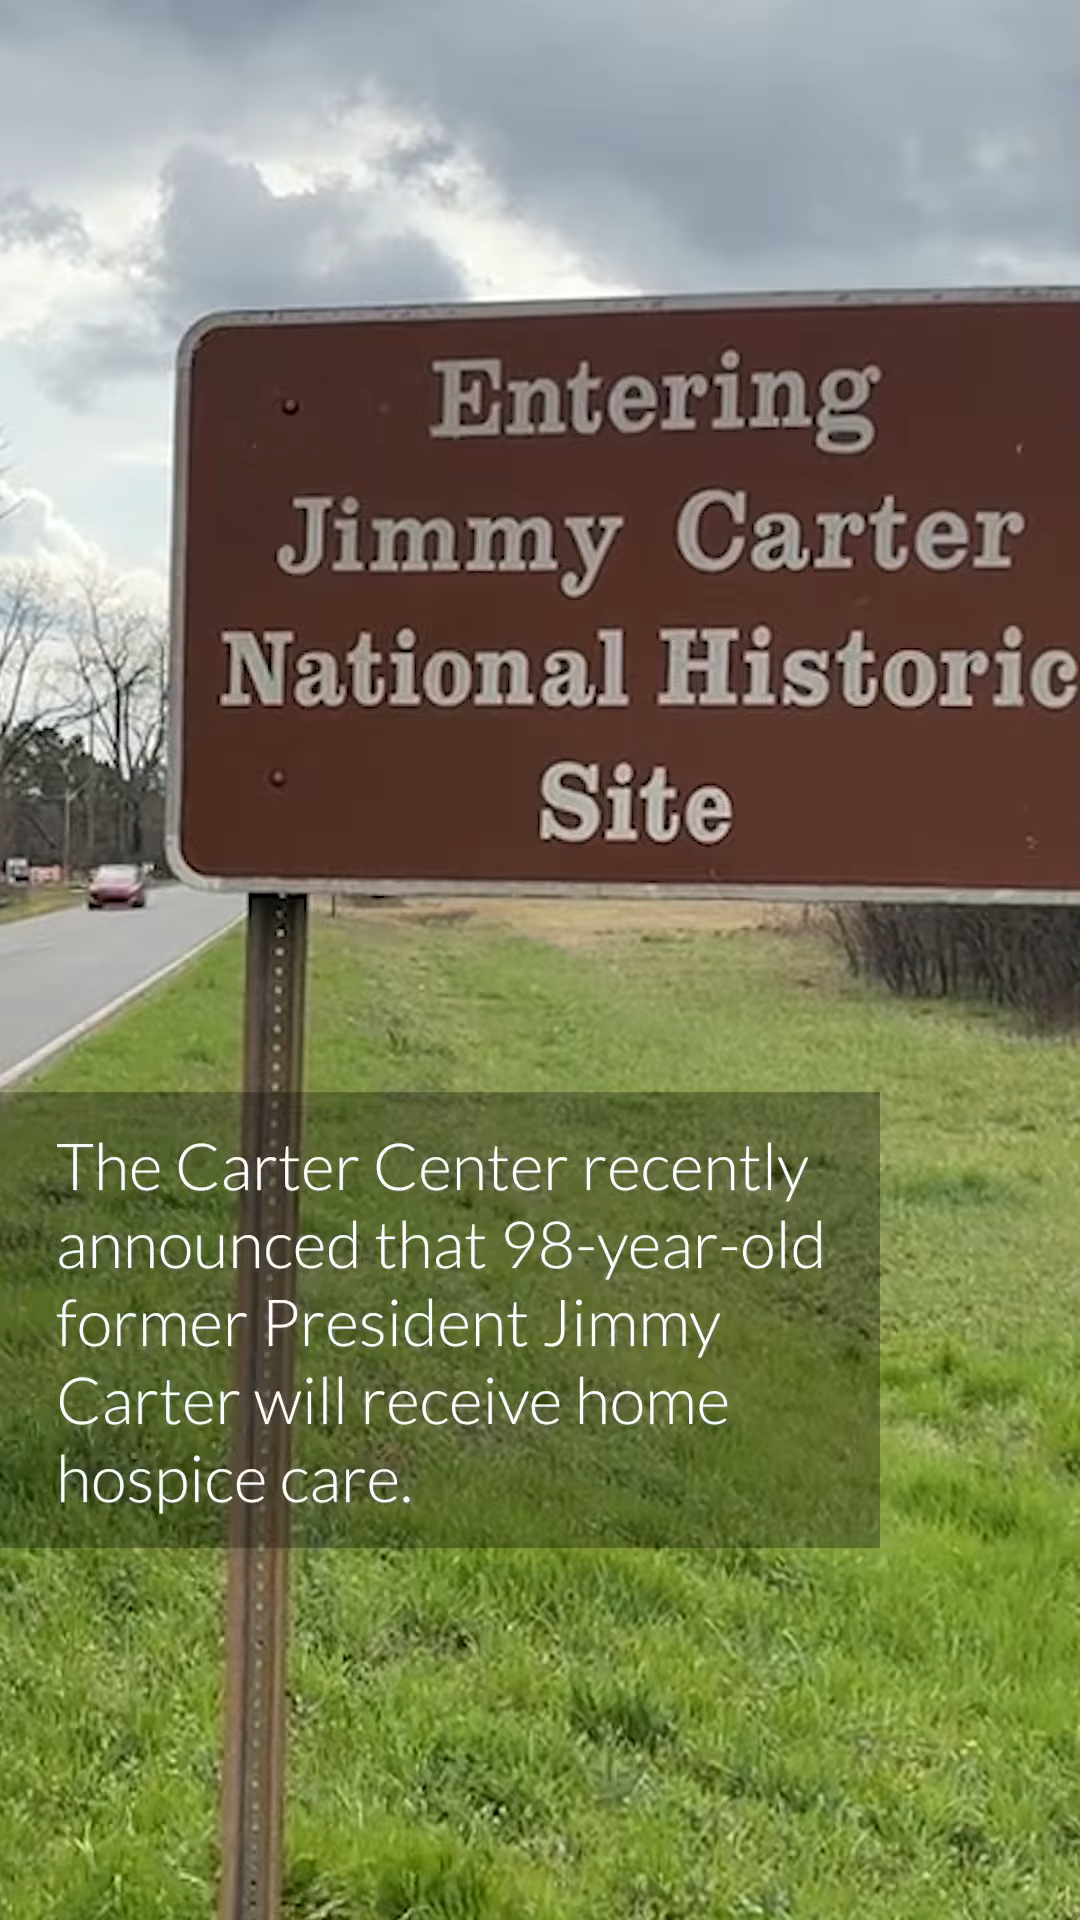 Entering
Jimmy Carter
National Historic
Site
The Carter Center recently
announced that 98-year-old
former President Jimmy
Carter will receive home
hospice care.